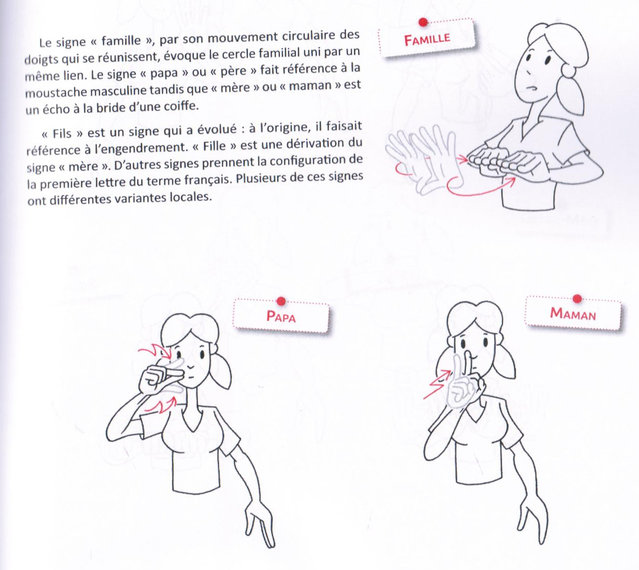 Le signe « famille », par son mouvement circulaire des
doigts qui se réunissent, évoque le cercle familial uni par un
même lien. Le signe « papa » ou « père » fait référence à la
moustache masculine tandis que « mère » ou « maman » est
un écho à la bride d'une coiffe.
« Fils » est un signe qui a évolué : à l'origine, il faisait
référence à l'engendrement. « Fille » est une dérivation du
signe « mère ». D'autres signes prennent la configuration de
la première lettre du terme français. Plusieurs de ces signes
ont différentes variantes locales.
FAMILLE
PAPA
MAMAN